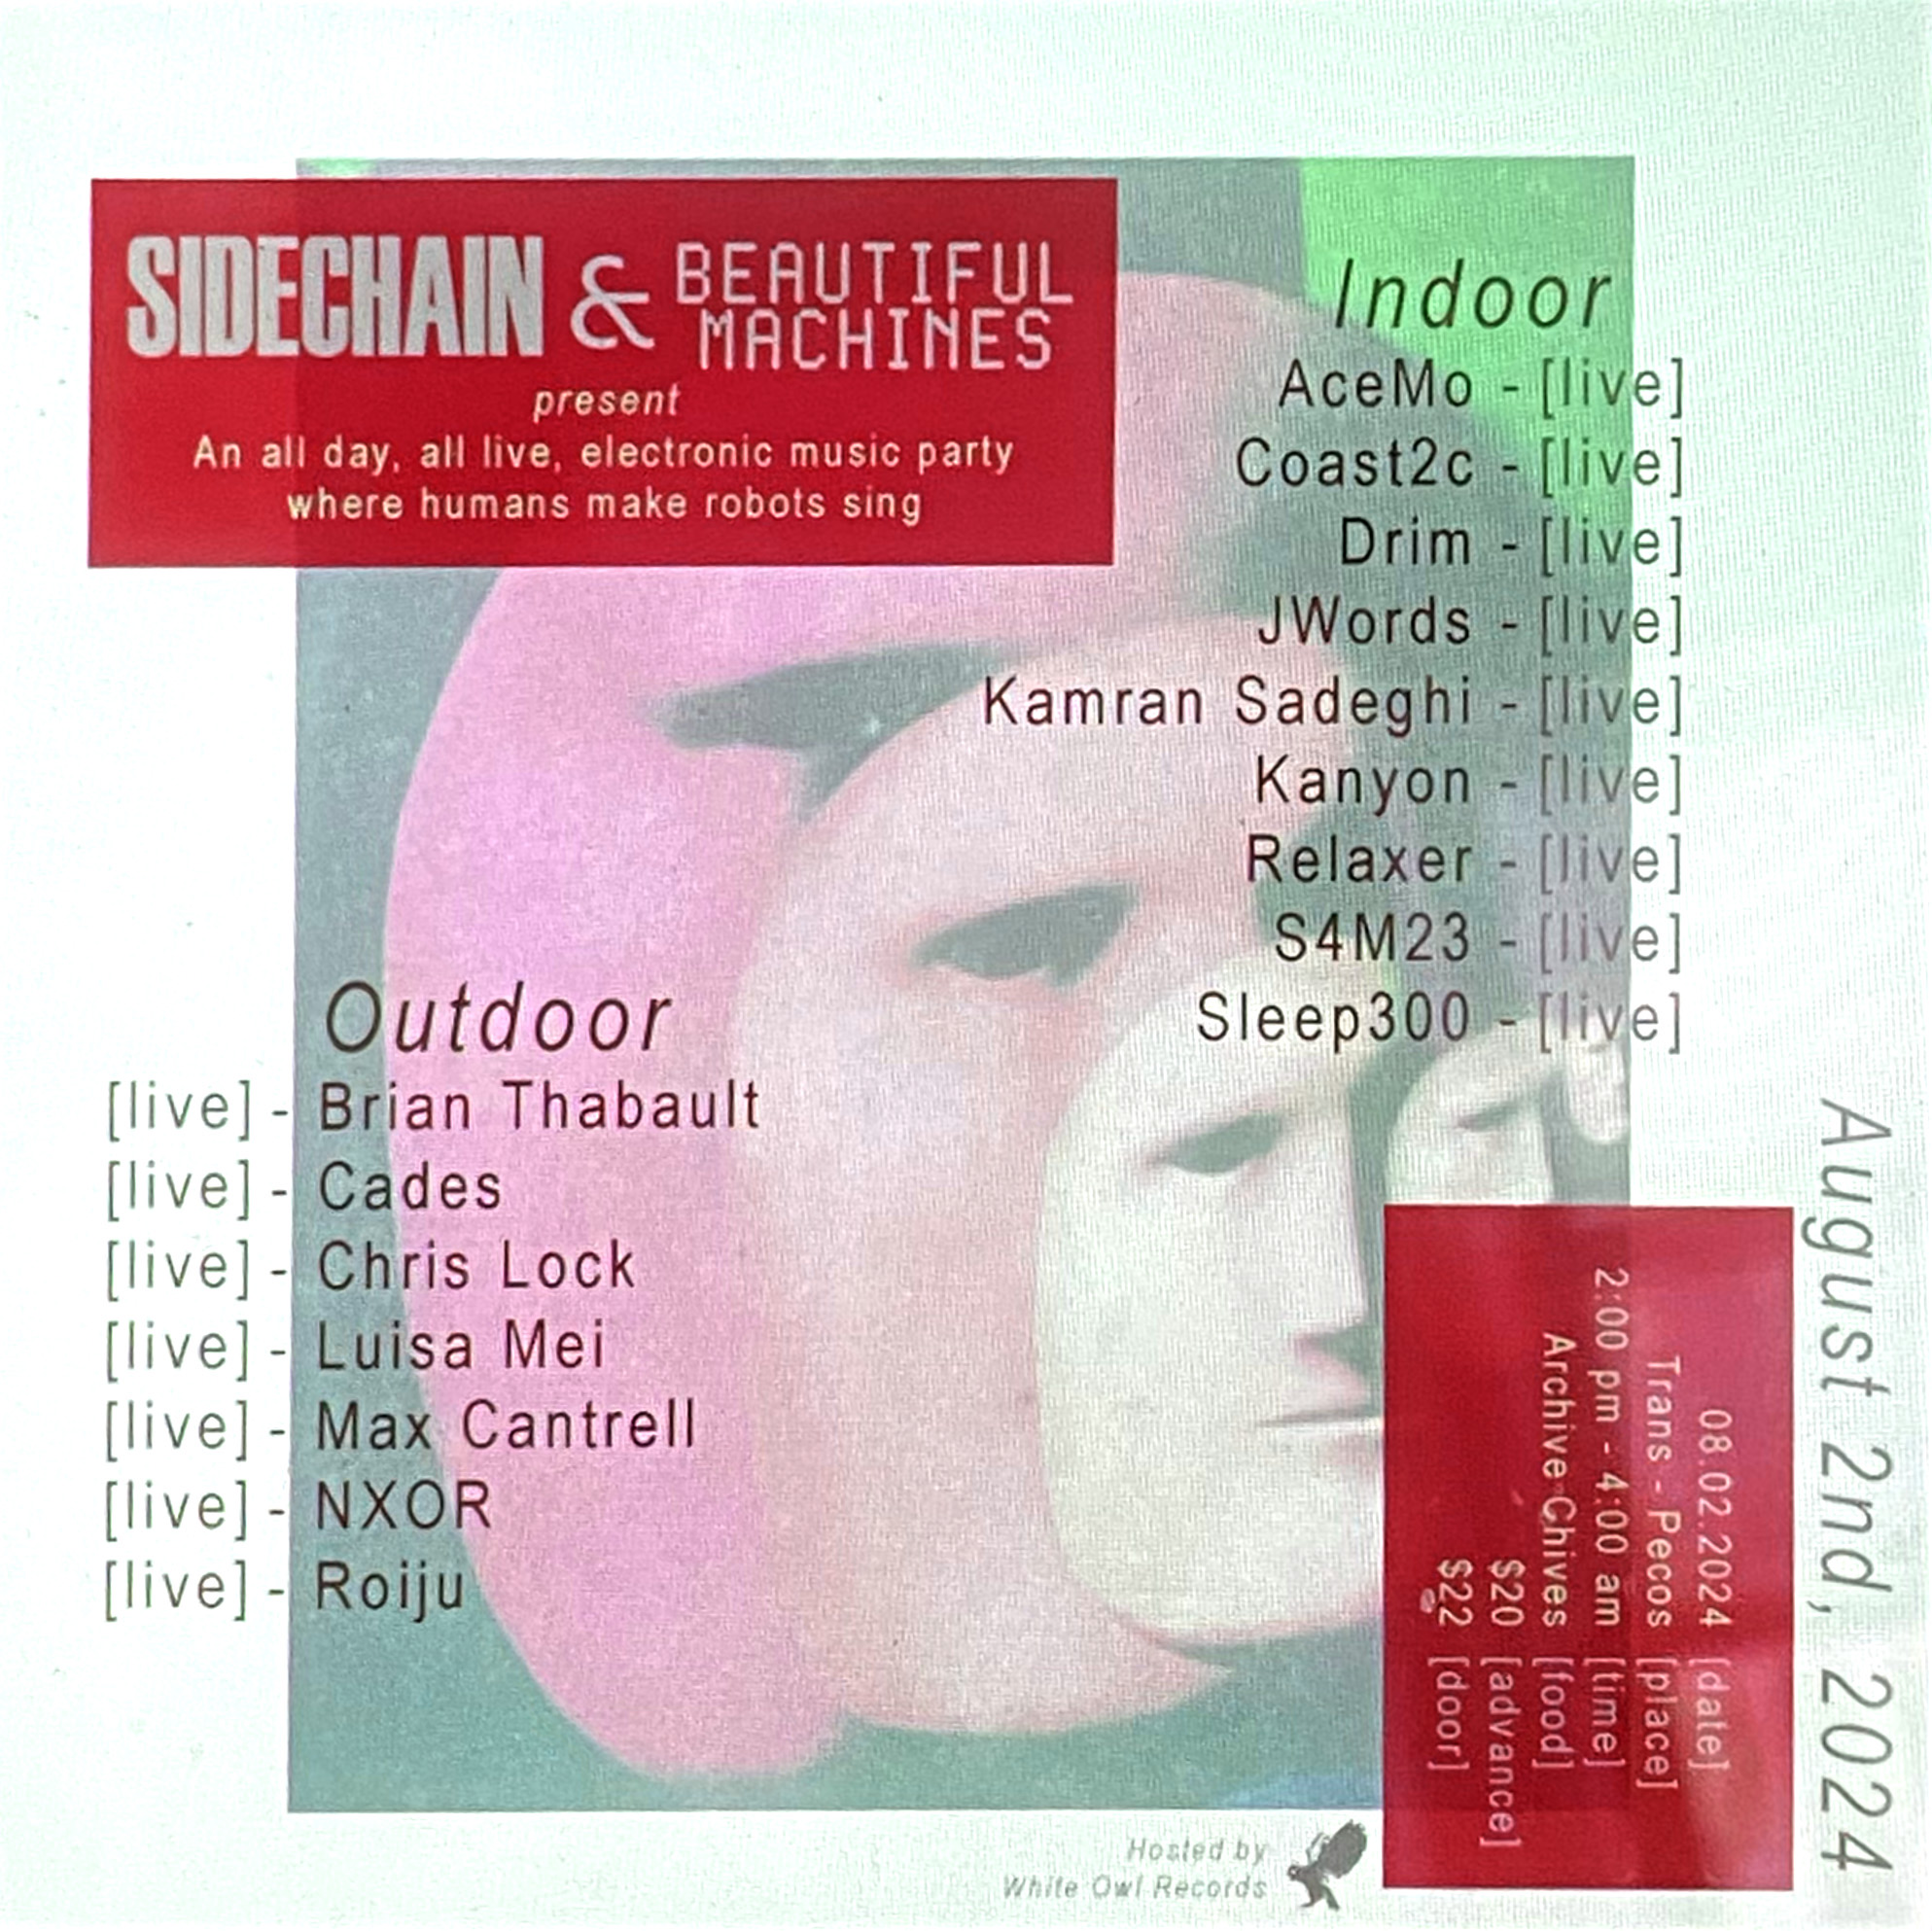 SIDECHAIN & BEAUTIFUL MACHINES
present
An all day, all live, electronic music party
where humans make robots sing
Indoor
AceMo - [live]
Coast2c - [live]
Drim - [live]
JWords - [live]
Kamran Sadeghi - [live]
Kanyon - [live]
Relaxer - [live]
S4M23 - [live]
Sleep300 - [live]
Outdoor
[live] - Brian Thabault
[live] - Cades
[live] - Chris Lock
[live] - Luisa Mei
[live] - Max Cantrell
[live] - NXOR
[live] - Roiju
August 2nd, 2024
08.02.2024 [date]
Trans - Pecos [place]
2:00 pm - 4:00 am [time]
Archive Chives [food]
$20 [advance]
$22 [door]
Hosted by
White Owl Records